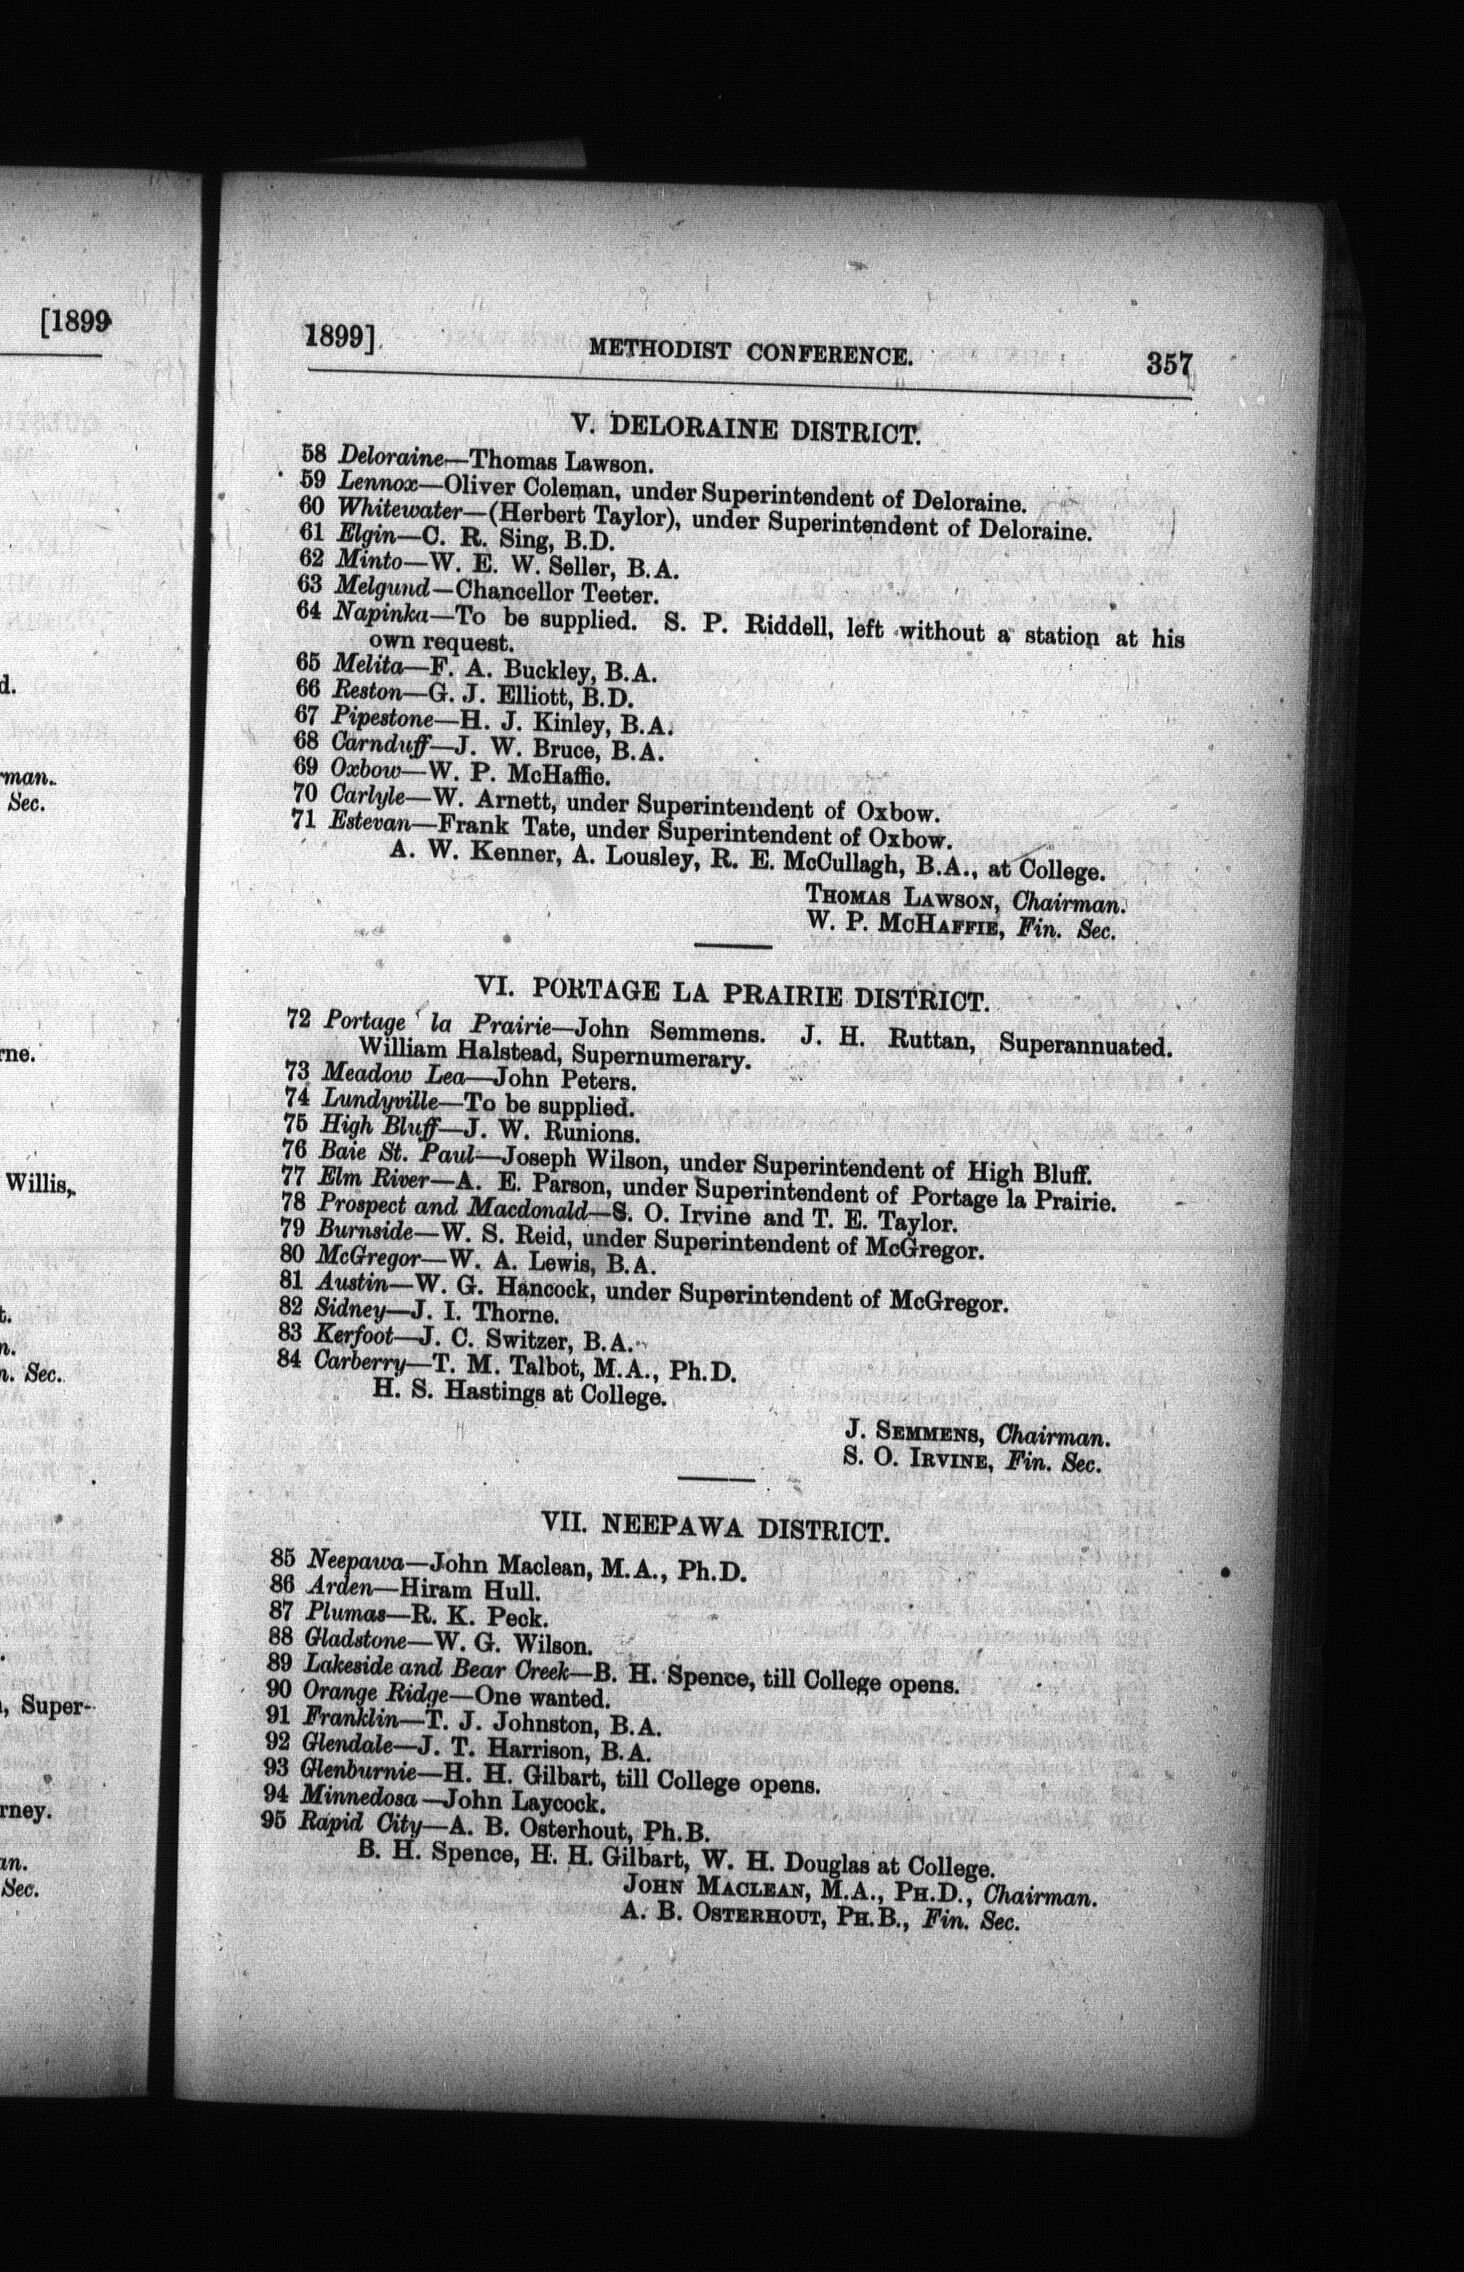 [1899
d.
Sec.
Willis,
n. Sec.
, Super-
Sec.
1899] METHODIST CONFERENCE. 357
V. DELORAINE DISTRICT.
58 Deloraine—Thomas Lawson.
59 Lennox—Oliver Coleman, under Superintendent of Deloraine.
60 Whitewater—(Herbert Taylor), under Superintendent of Deloraine.
61 Elgin—C. R. Sing, B.D.
62 Minto—W. E. W. Seller, B.A.
63 Melgund—Chancellor Teeter.
64 Napinka—To be supplied. S. P. Riddell, left without a station at his
own request.
65 Melita—F. A. Buckley, B.A.
66 Reston—G. J. Elliott, B.D.
67 Pipestone—H. J. Kinley, B.A.
68 Carnduff—J. W. Bruce, B.A.
69 Oxbow—W. P. McHaffie.
70 Carlyle—W. Arnett, under Superintendent of Oxbow.
71 Estevan—Frank Tate, under Superintendent of Oxbow.
A. W. Kenner, A. Lousley, R. E. McCullagh, B.A., at College.
THOMAS LAWSON, Chairman.
W. P. MCHAFFIE, Fin. Sec.
VI. PORTAGE LA PRAIRIE DISTRICT.
72 Portage la Prairie—John Semmens. J. H. Ruttan, Superannuated.
William Halstead, Supernumerary.
73 Meadow Lea—John Peters.
74 Lundyville—To be supplied.
75 High Bluff—J. W. Runions.
76 Baie St. Paul—Joseph Wilson, under Superintendent of High Bluff.
77 Elm River—A. E. Parson, under Superintendent of Portage la Prairie.
78 Prospect and Macdonald—S. O. Irvine and T. E. Taylor.
79 Burnside—W. S. Reid, under Superintendent of McGregor.
80 McGregor—W. A. Lewis, B.A.
81 Austin—W. G. Hancock, under Superintendent of McGregor.
82 Sidney—J. I. Thorne.
83 Kerfoot—J. C. Switzer, B.A.
84 Carberry—T. M. Talbot, M.A., Ph.D.
H. S. Hastings at College.
J. SEMMENS, Chairman.
S. O. IRVINE, Fin. Sec.
VII. NEEPAWA DISTRICT.
85 Neepawa—John Maclean, M.A., Ph.D.
86 Arden—Hiram Hull.
87 Plumas—R. K. Peck.
88 Gladstone—W. G. Wilson.
89 Lakeside and Bear Creek—B. H. Spence, till College opens.
90 Orange Ridge—One wanted.
91 Franklin—T. J. Johnston, B.A.
92 Glendale—J. T. Harrison, B.A.
93 Glenburnie—H. H. Gilbart, till College opens.
94 Minnedosa—John Laycock.
95 Rapid City—A. B. Osterhout, Ph.B.
B. H. Spence, H. H. Gilbart, W. H. Douglas at College.
JOHN MACLEAN, M.A., PH.D., Chairman.
A. B. OSTERHOUT, PH.B., Fin. Sec.